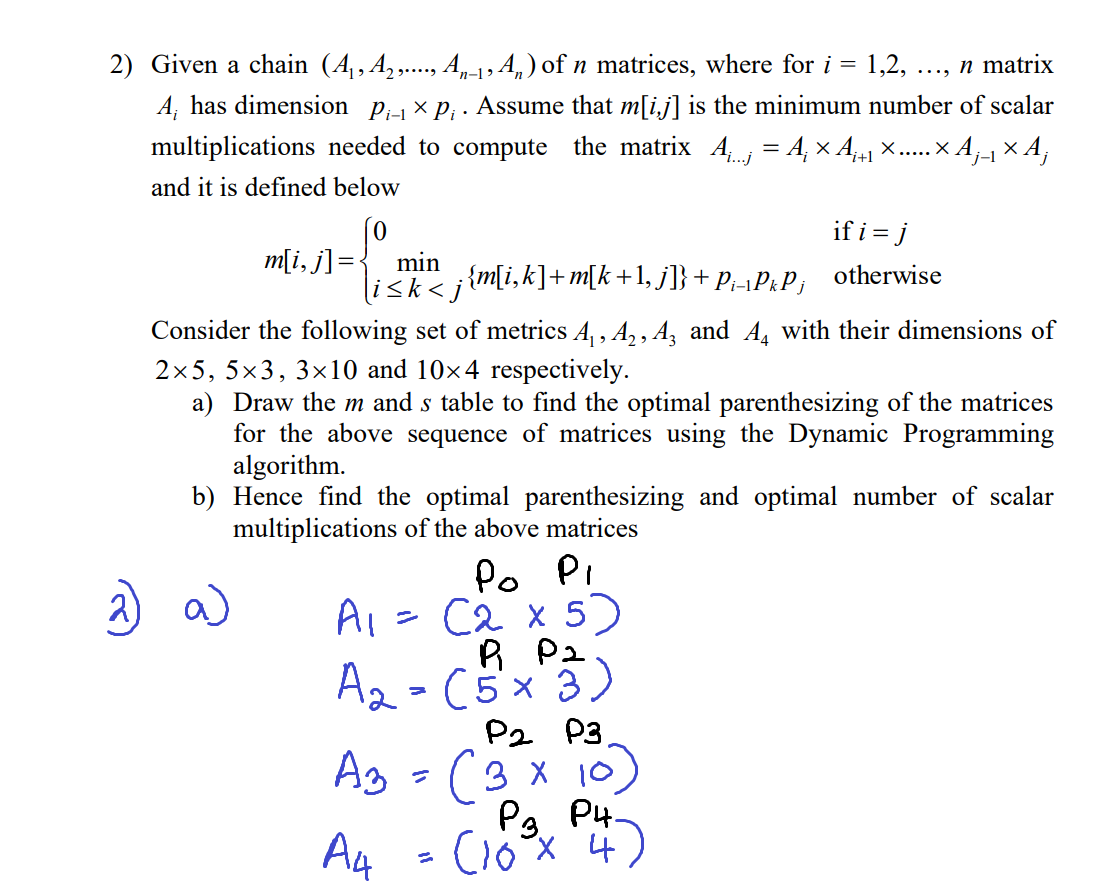 2) Given a chain (A₁, A₂,...., Aₙ₋₁, Aₙ) of n matrices, where for i = 1,2, …, n matrix
Aᵢ has dimension pᵢ₋₁ × pᵢ . Assume that m[i,j] is the minimum number of scalar
multiplications needed to compute the matrix Aᵢ...ⱼ = Aᵢ × Aᵢ₊₁ ×.....× Aⱼ₋₁ × Aⱼ
and it is defined below
0 if i = j
m[i, j] = { min {m[i,k]+m[k+1, j]} + pᵢ₋₁pₖpⱼ otherwise
i ≤ k < j
Consider the following set of metrics A₁, A₂, A₃ and A₄ with their dimensions of
2×5, 5×3, 3×10 and 10×4 respectively.
a) Draw the m and s table to find the optimal parenthesizing of the matrices
for the above sequence of matrices using the Dynamic Programming
algorithm.
b) Hence find the optimal parenthesizing and optimal number of scalar
multiplications of the above matrices
P0 P1
2) a) A1 = (2 x 5)
P1 P2
A2 = (5 x 3)
P2 P3
A3 = (3 x 10)
P3 P4
A4 = (10 x 4)